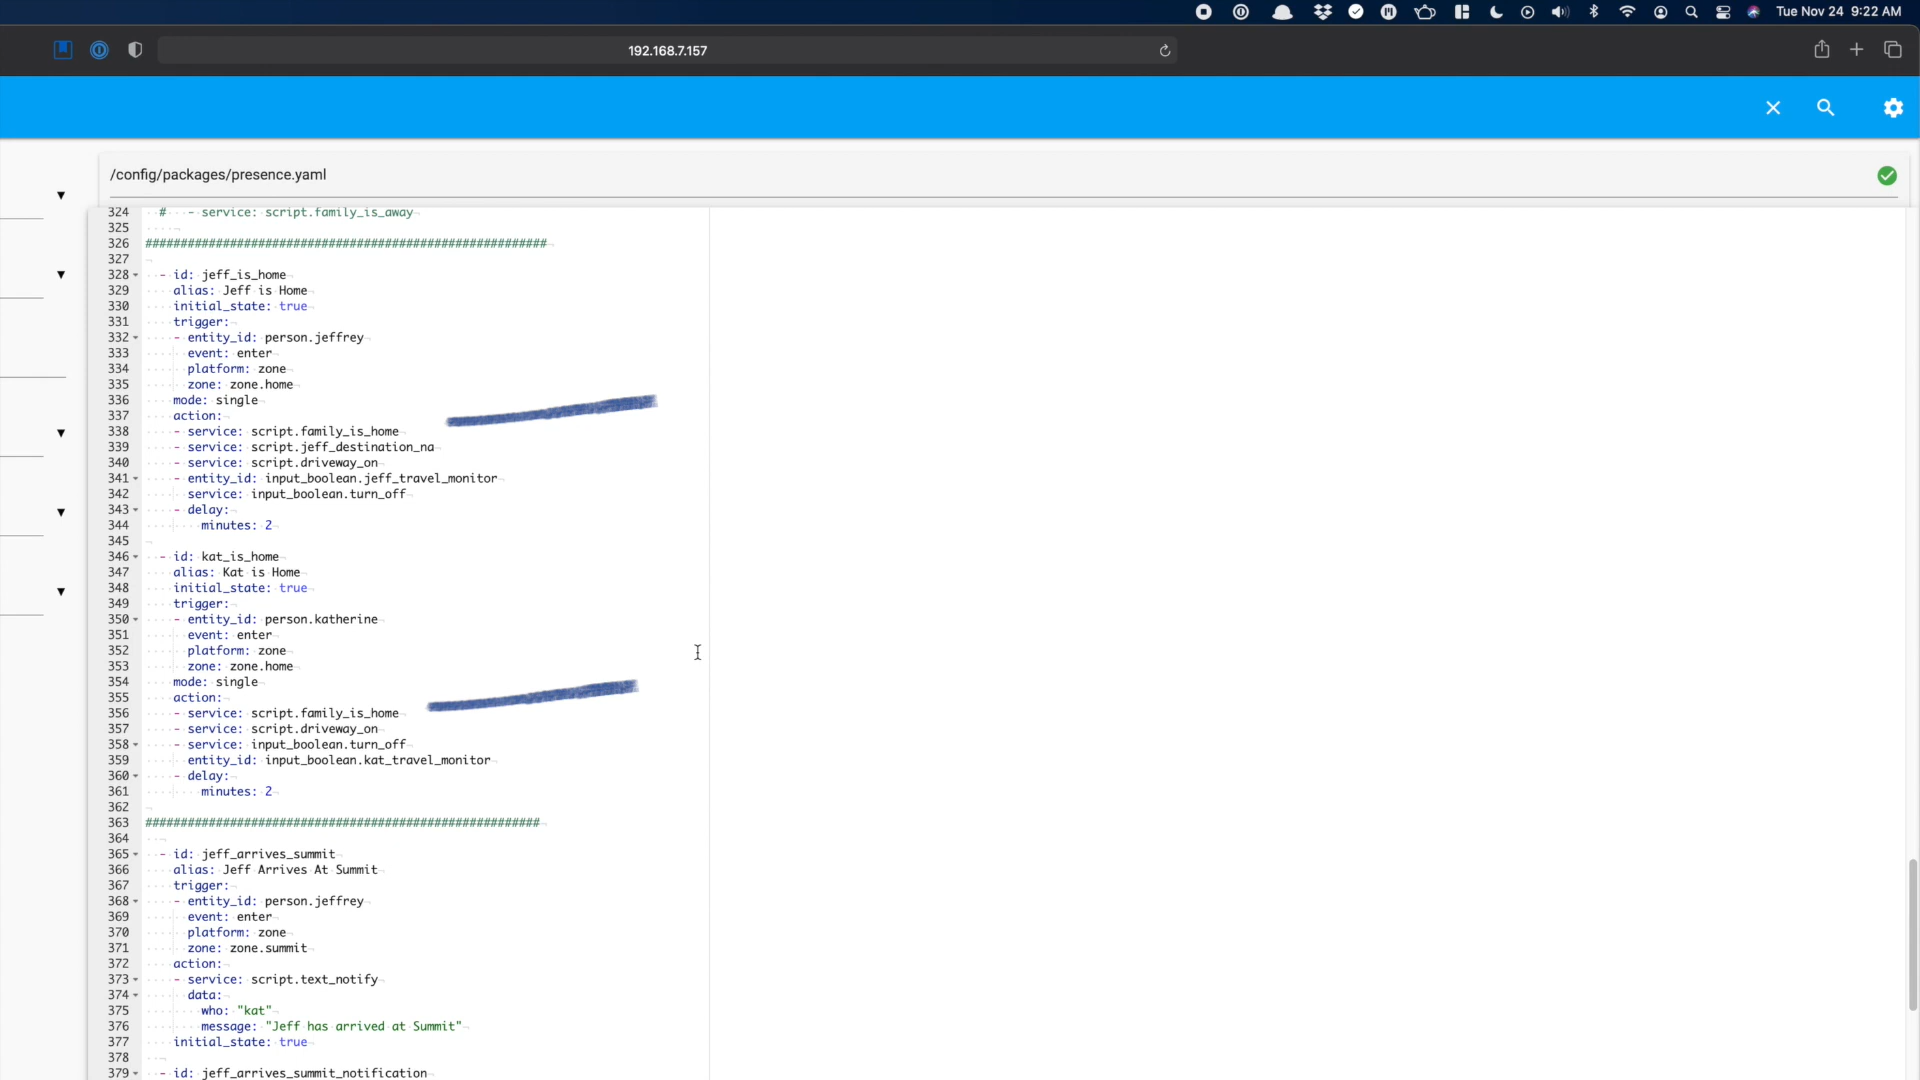 Tue Nov 24 9:22 AM
192.168.7.157
/config/packages/presence.yaml
324 # - service: script.family_is_away
325
326 #########################################################
327
328 - id: jeff_is_home
329 alias: Jeff is Home
330 initial_state: true
331 trigger:
332 - entity_id: person.jeffrey
333 event: enter
334 platform: zone
335 zone: zone.home
336 mode: single
337 action:
338 - service: script.family_is_home
339 - service: script.jeff_destination_na
340 - service: script.driveway_on
341 - entity_id: input_boolean.jeff_travel_monitor
342 service: input_boolean.turn_off
343 - delay:
344 minutes: 2
345
346 - id: kat_is_home
347 alias: Kat is Home
348 initial_state: true
349 trigger:
350 - entity_id: person.katherine
351 event: enter
352 platform: zone
353 zone: zone.home
354 mode: single
355 action:
356 - service: script.family_is_home
357 - service: script.driveway_on
358 - service: input_boolean.turn_off
359 entity_id: input_boolean.kat_travel_monitor
360 - delay:
361 minutes: 2
362
363 ########################################################
364
365 - id: jeff_arrives_summit
366 alias: Jeff Arrives At Summit
367 trigger:
368 - entity_id: person.jeffrey
369 event: enter
370 platform: zone
371 zone: zone.summit
372 action:
373 - service: script.text_notify
374 data:
375 who: "kat"
376 message: "Jeff has arrived at Summit"
377 initial_state: true
378
379 - id: jeff_arrives_summit_notification